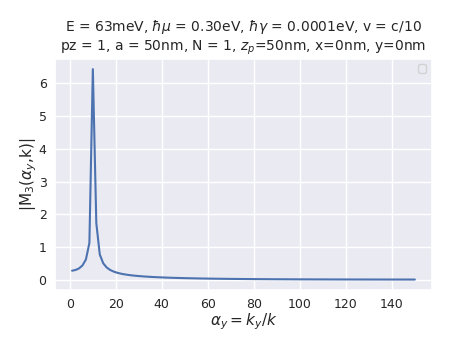 E = 63meV, ℏμ = 0.30eV, ℏγ = 0.0001eV, v = c/10
pz = 1, a = 50nm, N = 1, z_p=50nm, x=0nm, y=0nm
|M₃(α_y,k)|
6
5
4
3
2
1
0
0 20 40 60 80 100 120 140
α_y = k_y/k